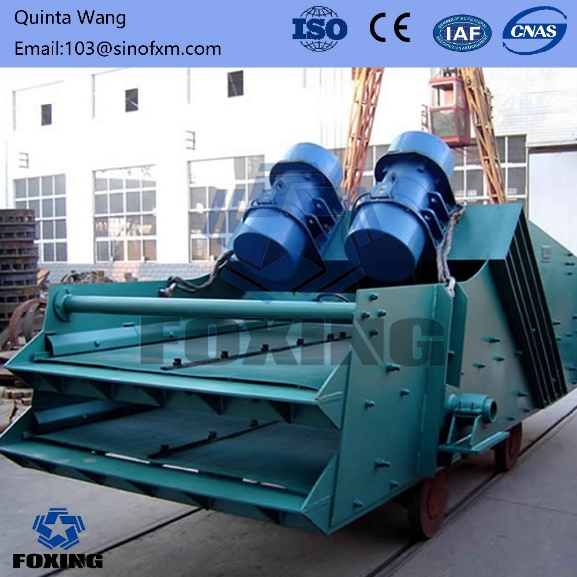 Quinta Wang
Email:103@sinofxm.com
ISO
CE
IAF
CNAS
FOXING
FOXING